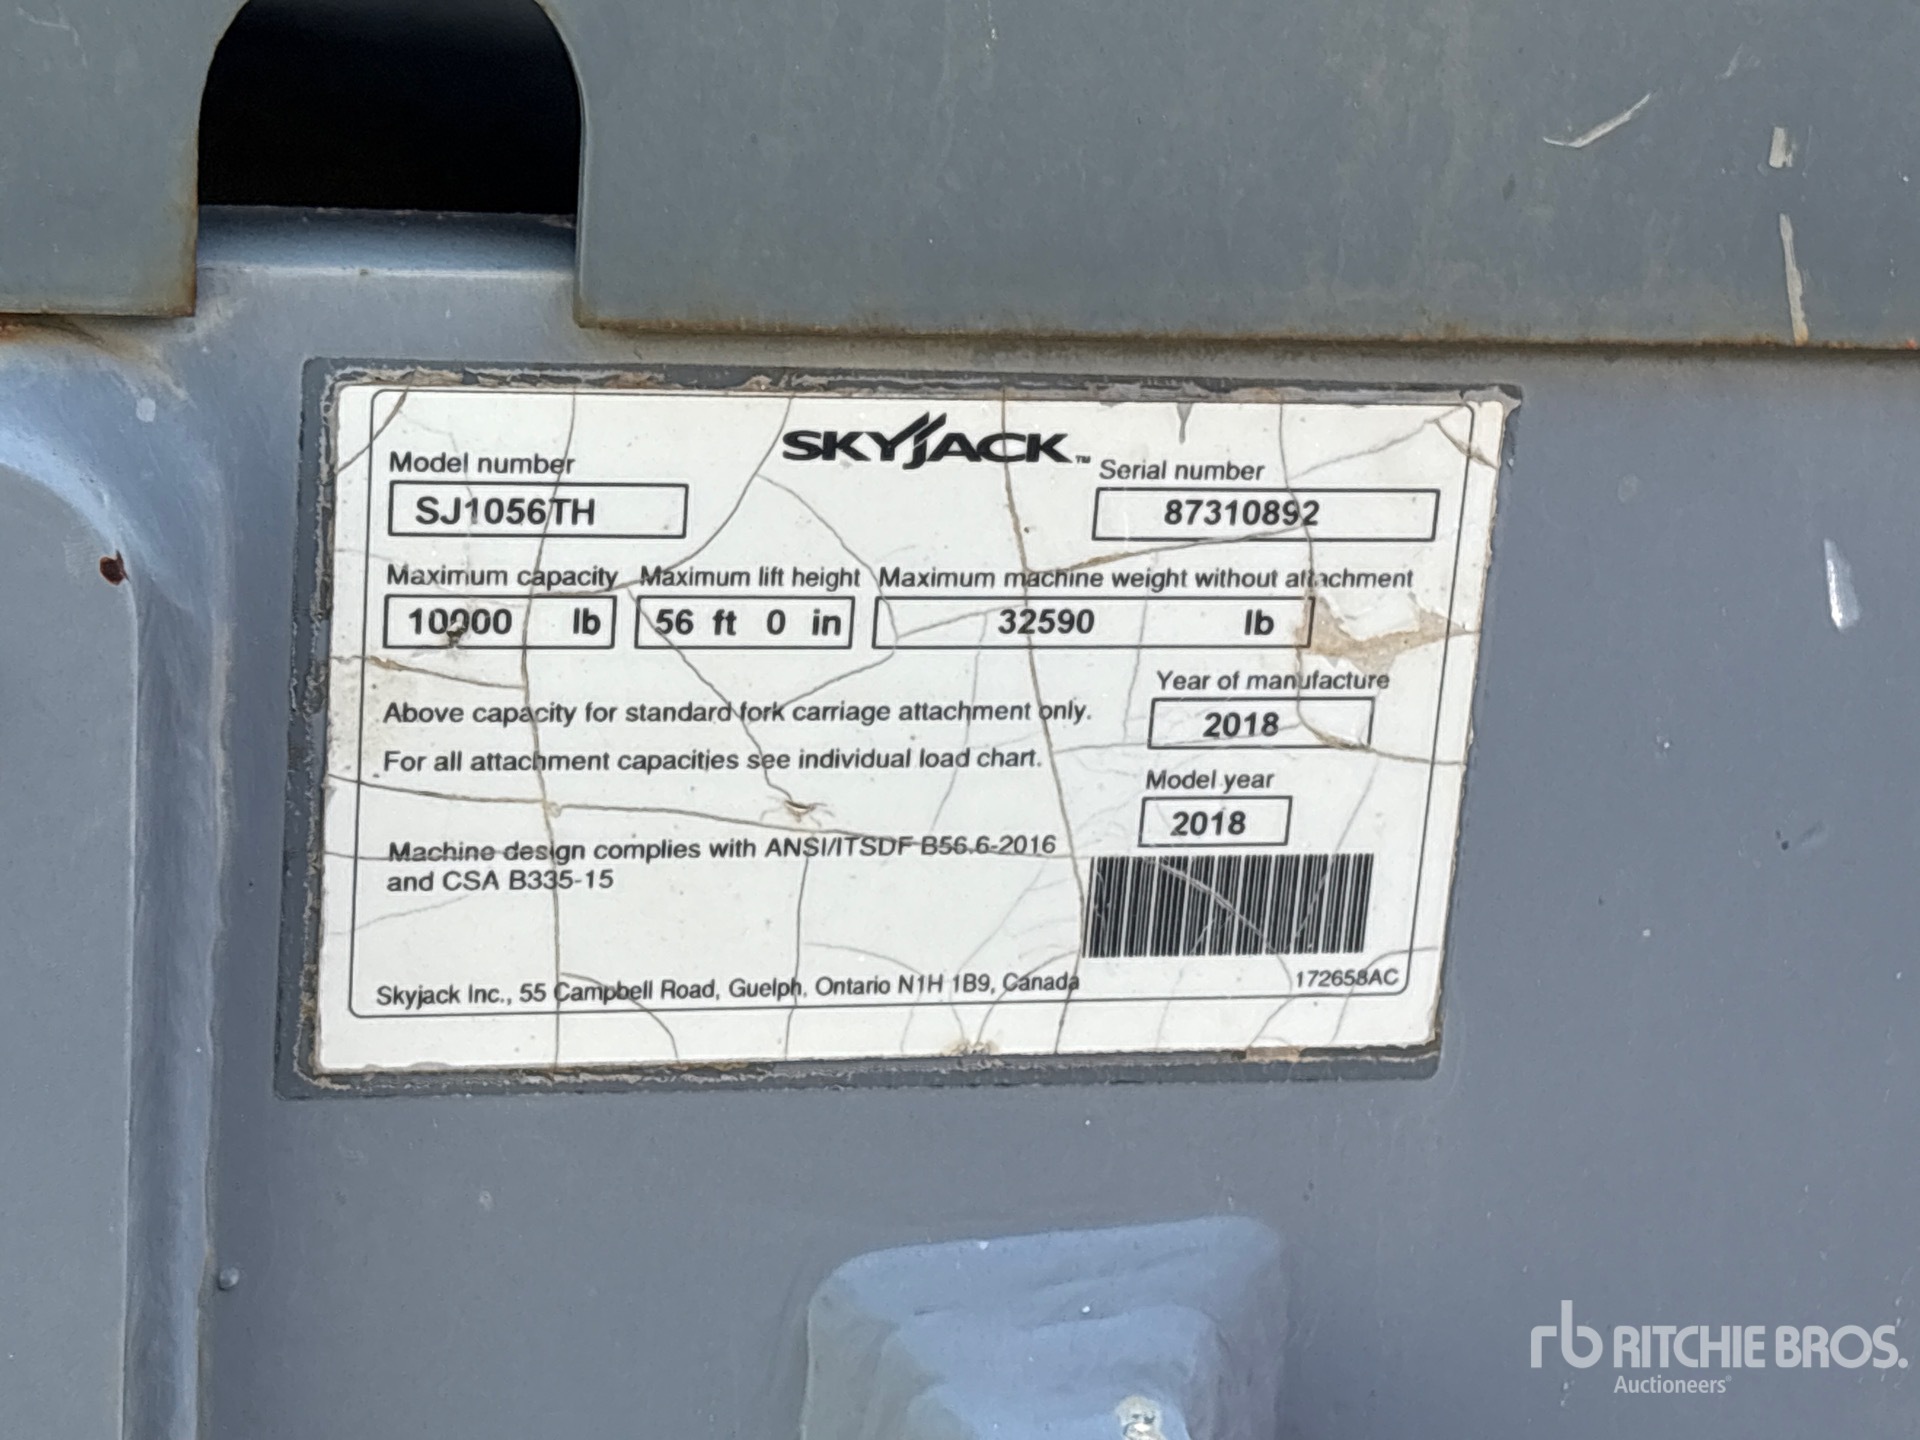 SKYJACK™
Model number
SJ1056TH
Serial number
87310892
Maximum capacity
10000 lb
Maximum lift height
56 ft 0 in
Maximum machine weight without attachment
32590 lb
Above capacity for standard fork carriage attachment only.
For all attachment capacities see individual load chart.
Year of manufacture
2018
Model year
2018
Machine design complies with ANSI/ITSDF B56.6-2016
and CSA B335-15
172658AC
Skyjack Inc., 55 Campbell Road, Guelph, Ontario N1H 1B9, Canada
rb RITCHIE BROS.
Auctioneers